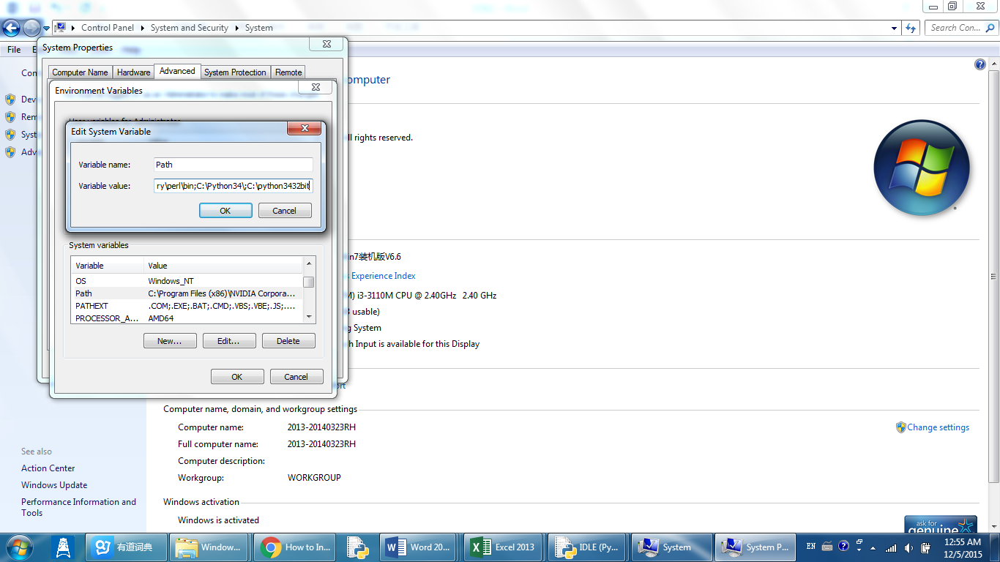 Control Panel
System and Security
System
Search Con...
File
System Properties
Computer Name
Hardware
Advanced
System Protection
Remote
Environment Variables
Edit System Variable
Variable name:
Path
Variable value:
ry\perl\bin;C:\Python34\;C:\python3432bit
OK
Cancel
System variables
Variable
Value
OS
Windows_NT
Path
C:\Program Files (x86)\NVIDIA Corpora...
PATHEXT
.COM;.EXE;.BAT;.CMD;.VBS;.VBE;.JS;....
PROCESSOR_A...
AMD64
New...
Edit...
Delete
OK
Cancel
omputer
ll rights reserved.
in7装机版V6.6
Experience Index
M) i3-3110M CPU @ 2.40GHz 2.40 GHz
usable)
g System
h Input is available for this Display
Computer name, domain, and workgroup settings
Computer name:
2013-20140323RH
Full computer name:
2013-20140323RH
Computer description:
Workgroup:
WORKGROUP
Change settings
Windows activation
Windows is activated
ask for
genuine
Con
Dev
Rem
Syst
Adv
See also
Action Center
Windows Update
Performance Information and
Tools
有道词典
Windows...
How to In...
Word 20...
Excel 2013
IDLE (Py...
System
System P...
EN
12:55 AM
12/5/2015